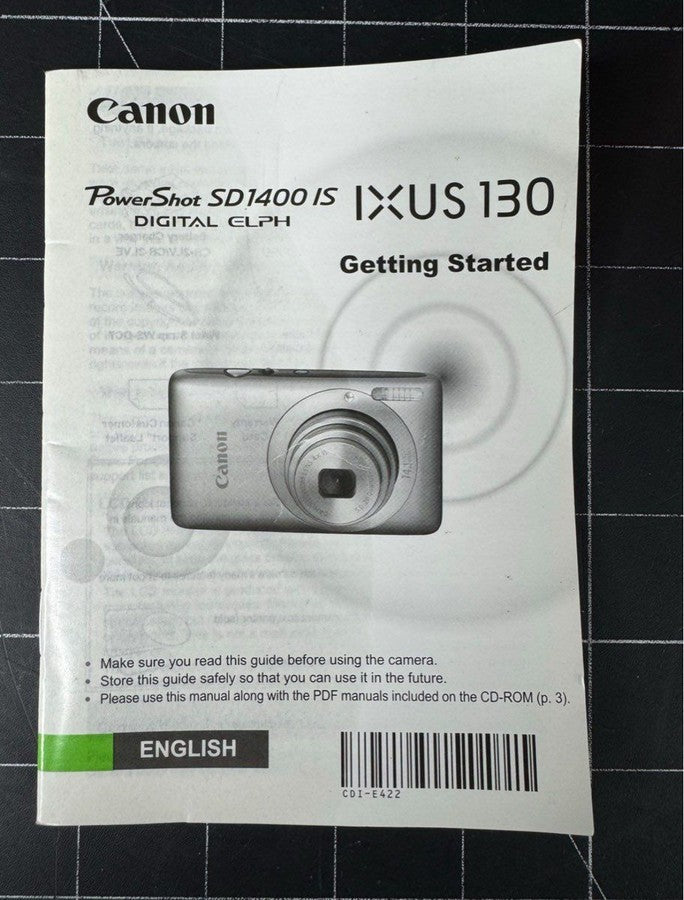 Canon
PowerShot SD1400 IS IXUS 130
DIGITAL ELPH
Getting Started
Canon
• Make sure you read this guide before using the camera.
• Store this guide safely so that you can use it in the future.
• Please use this manual along with the PDF manuals included on the CD-ROM (p. 3).
ENGLISH
CDI-E422